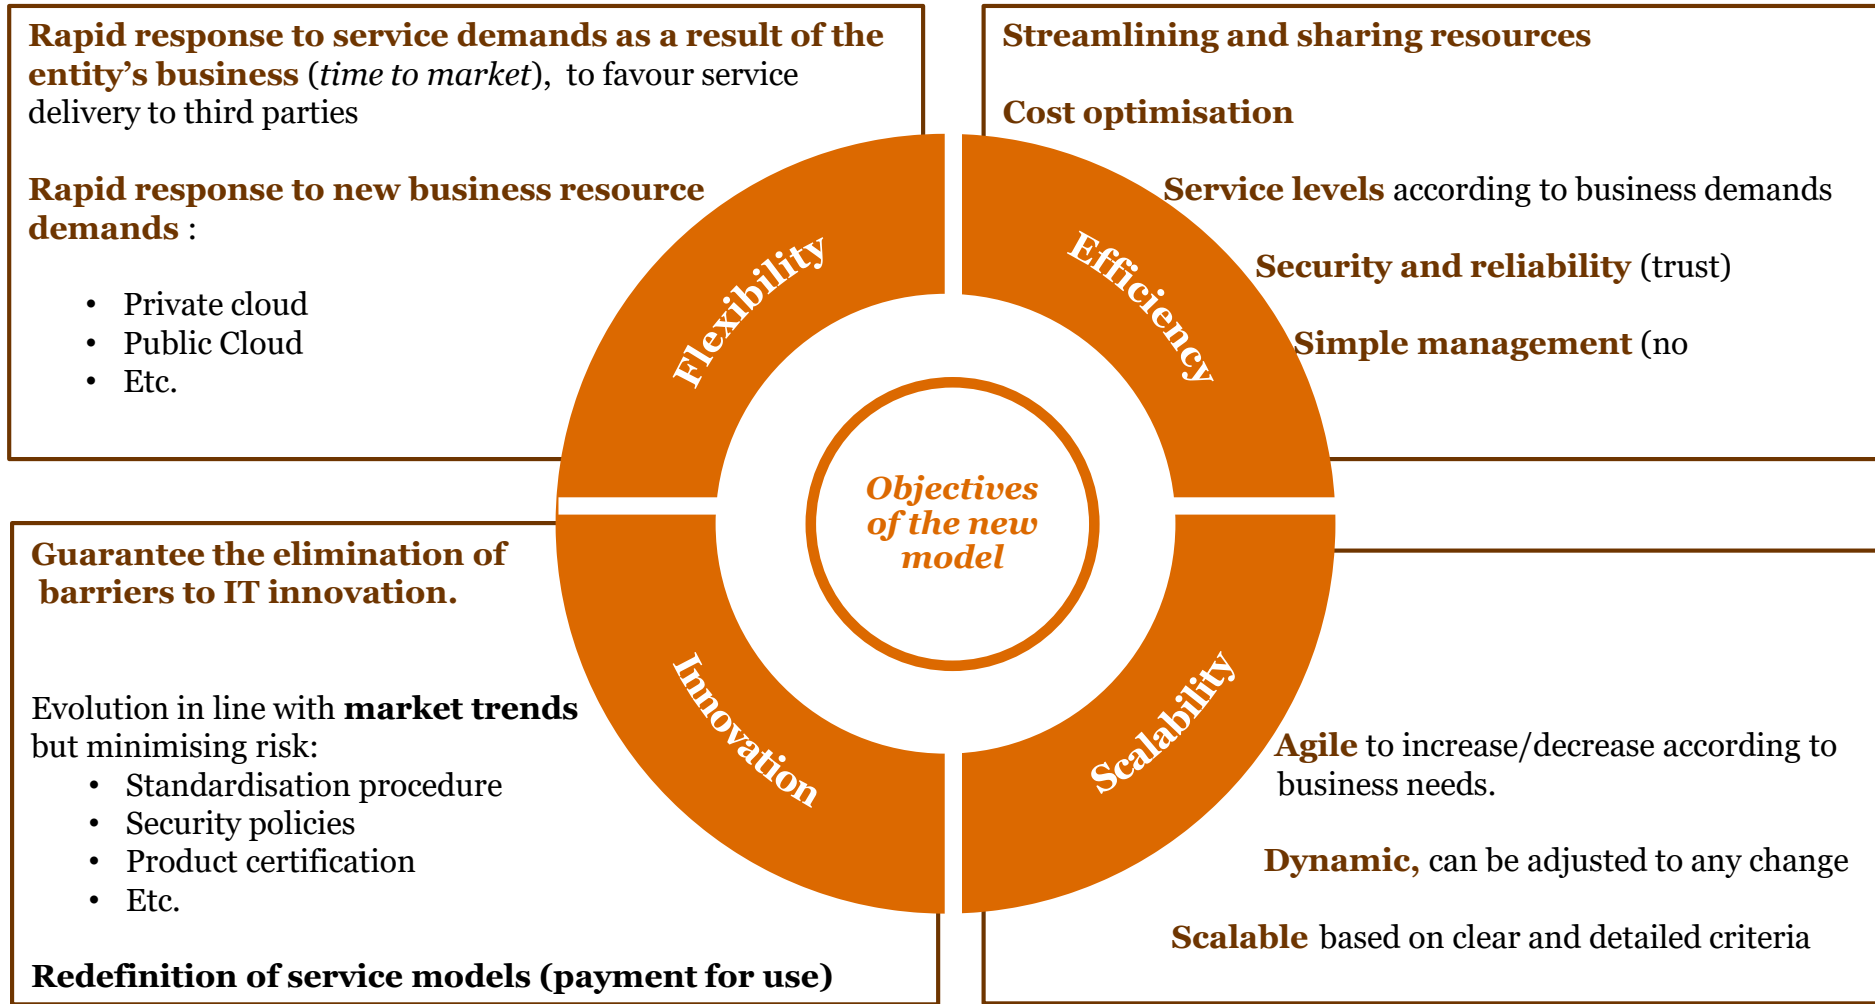 Rapid response to service demands as a result of the
entity’s business (time to market),  to favour service
delivery to third parties
Rapid response to new business resource
demands :
• Private cloud
• Public Cloud
• Etc.
Streamlining and sharing resources
Cost optimisation
Service levels according to business demands
Security and reliability (trust)
Simple management (no
Flexibility
Efficiency
Objectives
of the new
model
Innovation
Scalability
Guarantee the elimination of
barriers to IT innovation.
Evolution in line with market trends
but minimising risk:
• Standardisation procedure
• Security policies
• Product certification
• Etc.
Redefinition of service models (payment for use)
Agile to increase/decrease according to
business needs.
Dynamic, can be adjusted to any change
Scalable based on clear and detailed criteria